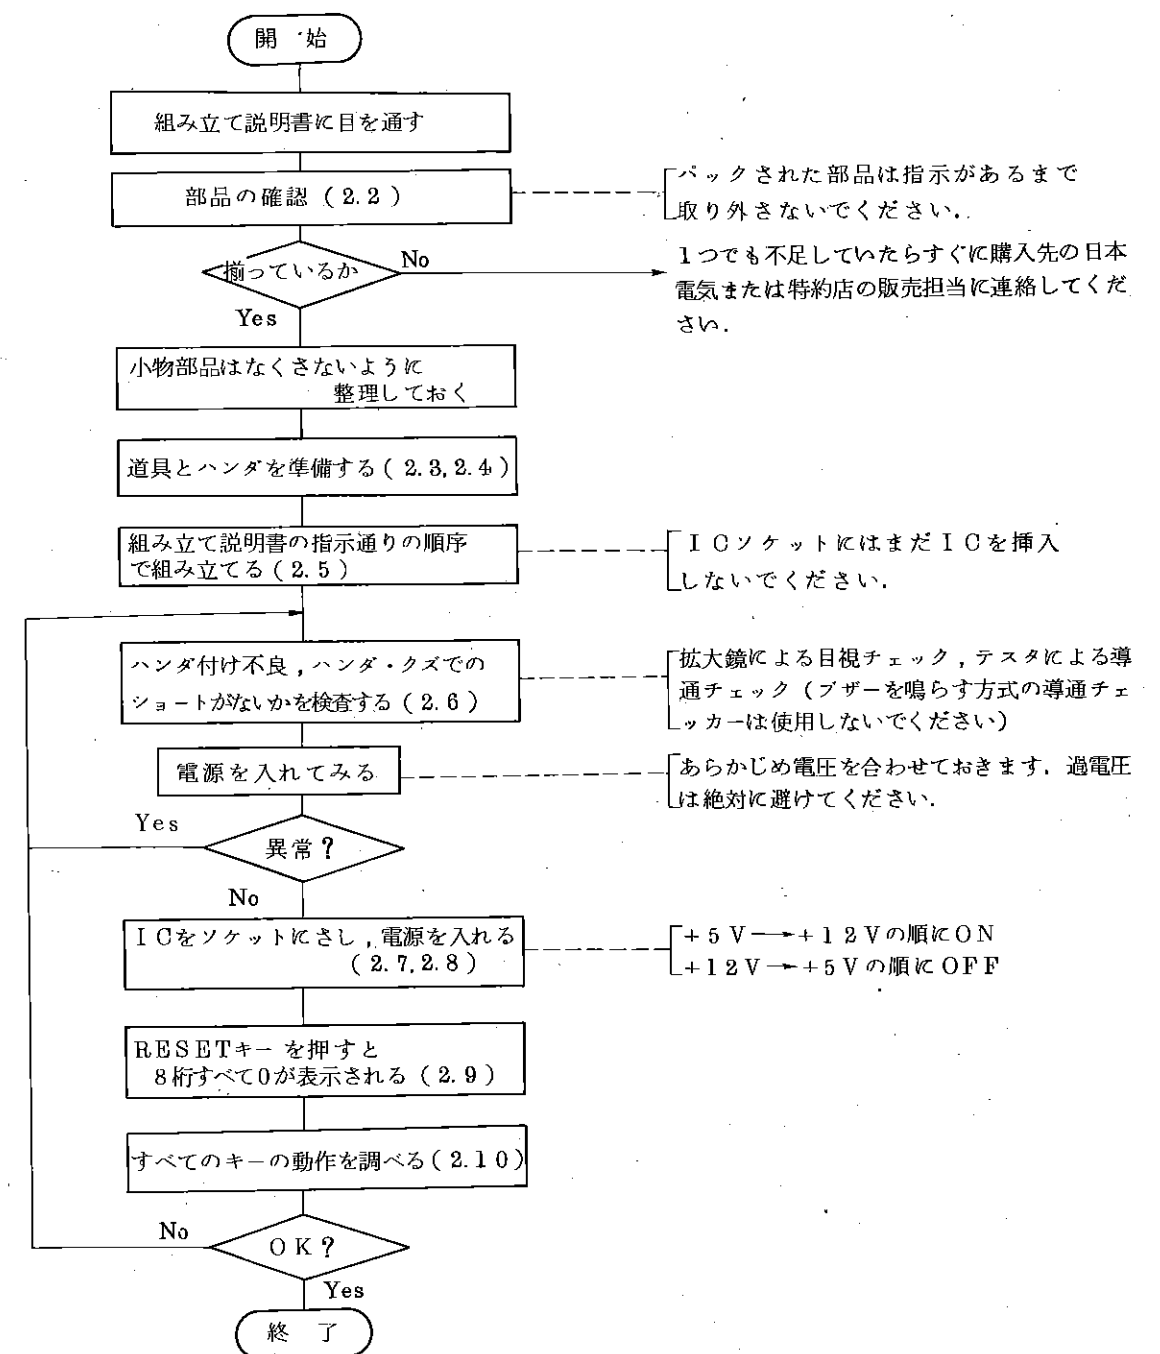 開始
組み立て説明書に目を通す
部品の確認(2.2)
パックされた部品は指示があるまで
取り外さないでください.
揃っているか
No
1つでも不足していたらすぐに購入先の日本
電気または特約店の販売担当に連絡してくだ
さい.
Yes
小物部品はなくさないように
整理しておく
道具とハンダを準備する(2.3,2.4)
組み立て説明書の指示通りの順序
で組み立てる(2.5)
ICソケットにはまだICを挿入
しないでください.
ハンダ付け不良,ハンダ・クズでの
ショートがないかを検査する(2.6)
拡大鏡による目視チェック,テスタによる導
通チェック(ブザーを鳴らす方式の導通チェ
ッカーは使用しないでください)
電源を入れてみる
あらかじめ電圧を合わせておきます.過電圧
は絶対に避けてください.
Yes
異常?
No
ICをソケットにさし,電源を入れる
(2.7,2.8)
+5V→+12Vの順にON
+12V→+5Vの順にOFF
RESETキーを押すと
8桁すべて0が表示される(2.9)
すべてのキーの動作を調べる(2.10)
No
OK?
Yes
終了